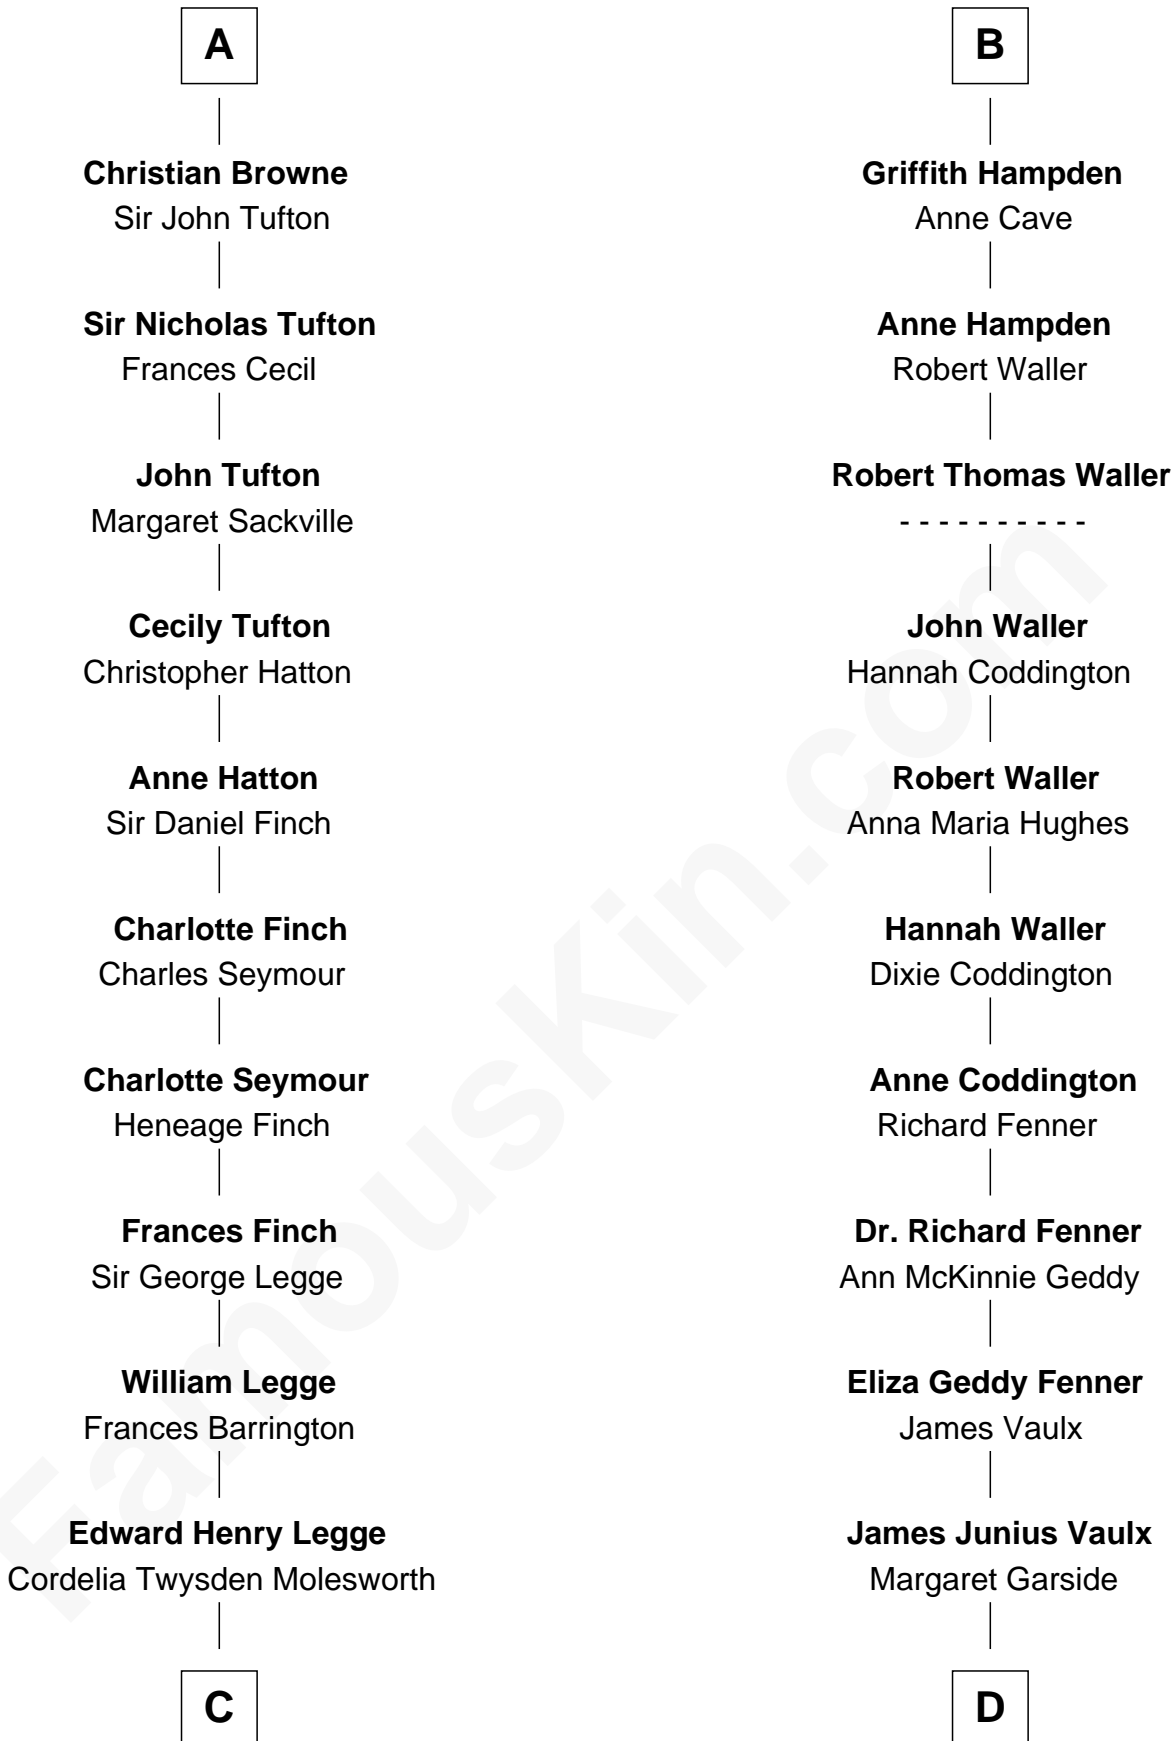 A
Christian Browne
Sir John Tufton
Sir Nicholas Tufton
Frances Cecil
John Tufton
Margaret Sackville
Cecily Tufton
Christopher Hatton
Anne Hatton
Sir Daniel Finch
Charlotte Finch
Charles Seymour
Charlotte Seymour
Heneage Finch
Frances Finch
Sir George Legge
William Legge
Frances Barrington
Edward Henry Legge
Cordelia Twysden Molesworth
C
B
Griffith Hampden
Anne Cave
Anne Hampden
Robert Waller
Robert Thomas Waller
- - - - - - - - - -
John Waller
Hannah Coddington
Robert Waller
Anna Maria Hughes
Hannah Waller
Dixie Coddington
Anne Coddington
Richard Fenner
Dr. Richard Fenner
Ann McKinnie Geddy
Eliza Geddy Fenner
James Vaulx
James Junius Vaulx
Margaret Garside
D
FamousKin.com